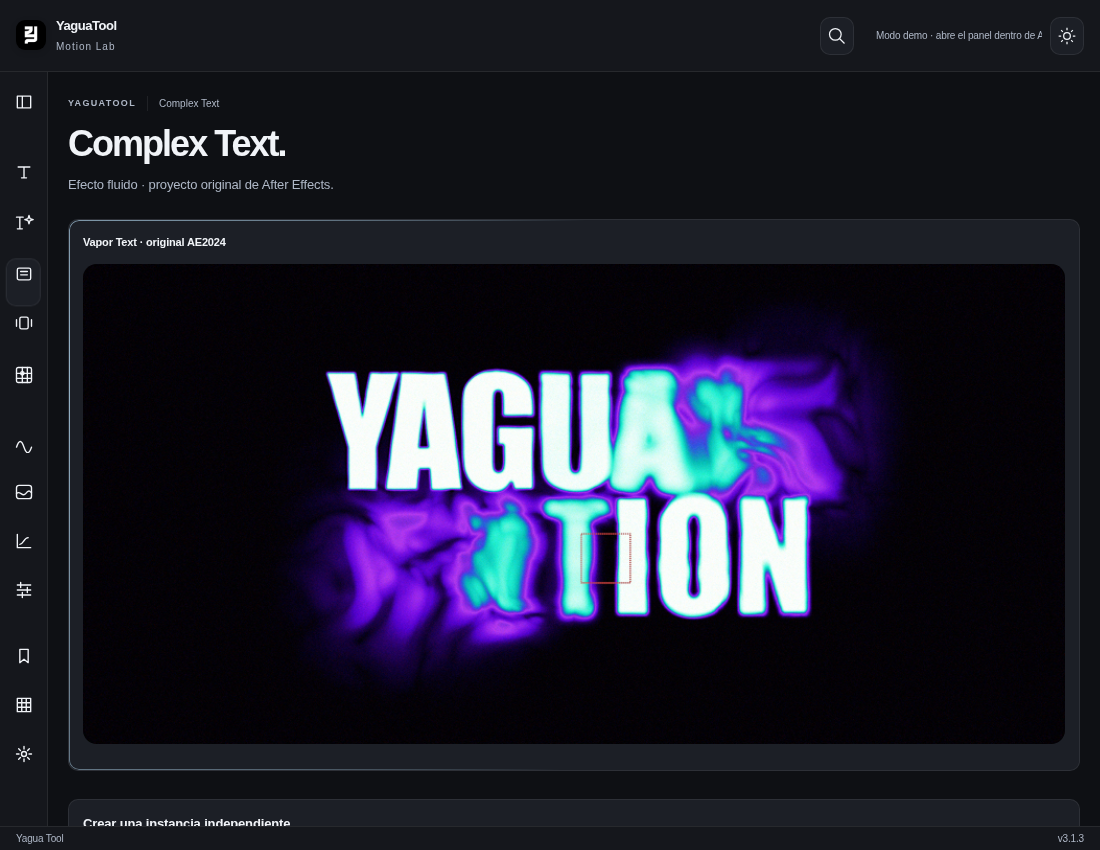 YaguaTool
Motion Lab
Modo demo · abre el panel dentro de A
YAGUATOOL
Complex Text
Complex Text.
Efecto fluido · proyecto original de After Effects.
Vapor Text · original AE2024
YAGUA
TION
Crear una instancia independiente
Yagua Tool
v3.1.3